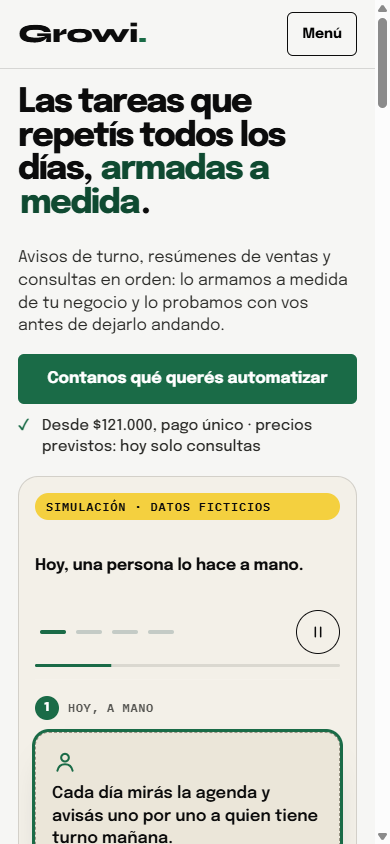 Growi.
Menú
Las tareas que
repetís todos los
días, armadas a
medida.
Avisos de turno, resúmenes de ventas y
consultas en orden: lo armamos a medida
de tu negocio y lo probamos con vos
antes de dejarlo andando.
Contanos qué querés automatizar
✓ Desde $121.000, pago único · precios
previstos: hoy solo consultas
SIMULACIÓN · DATOS FICTICIOS
Hoy, una persona lo hace a mano.
1 HOY, A MANO
Cada día mirás la agenda y
avisás uno por uno a quien tiene
turno mañana.